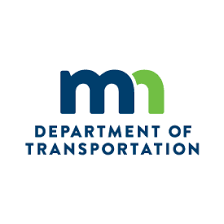 mn
DEPARTMENT OF
TRANSPORTATION